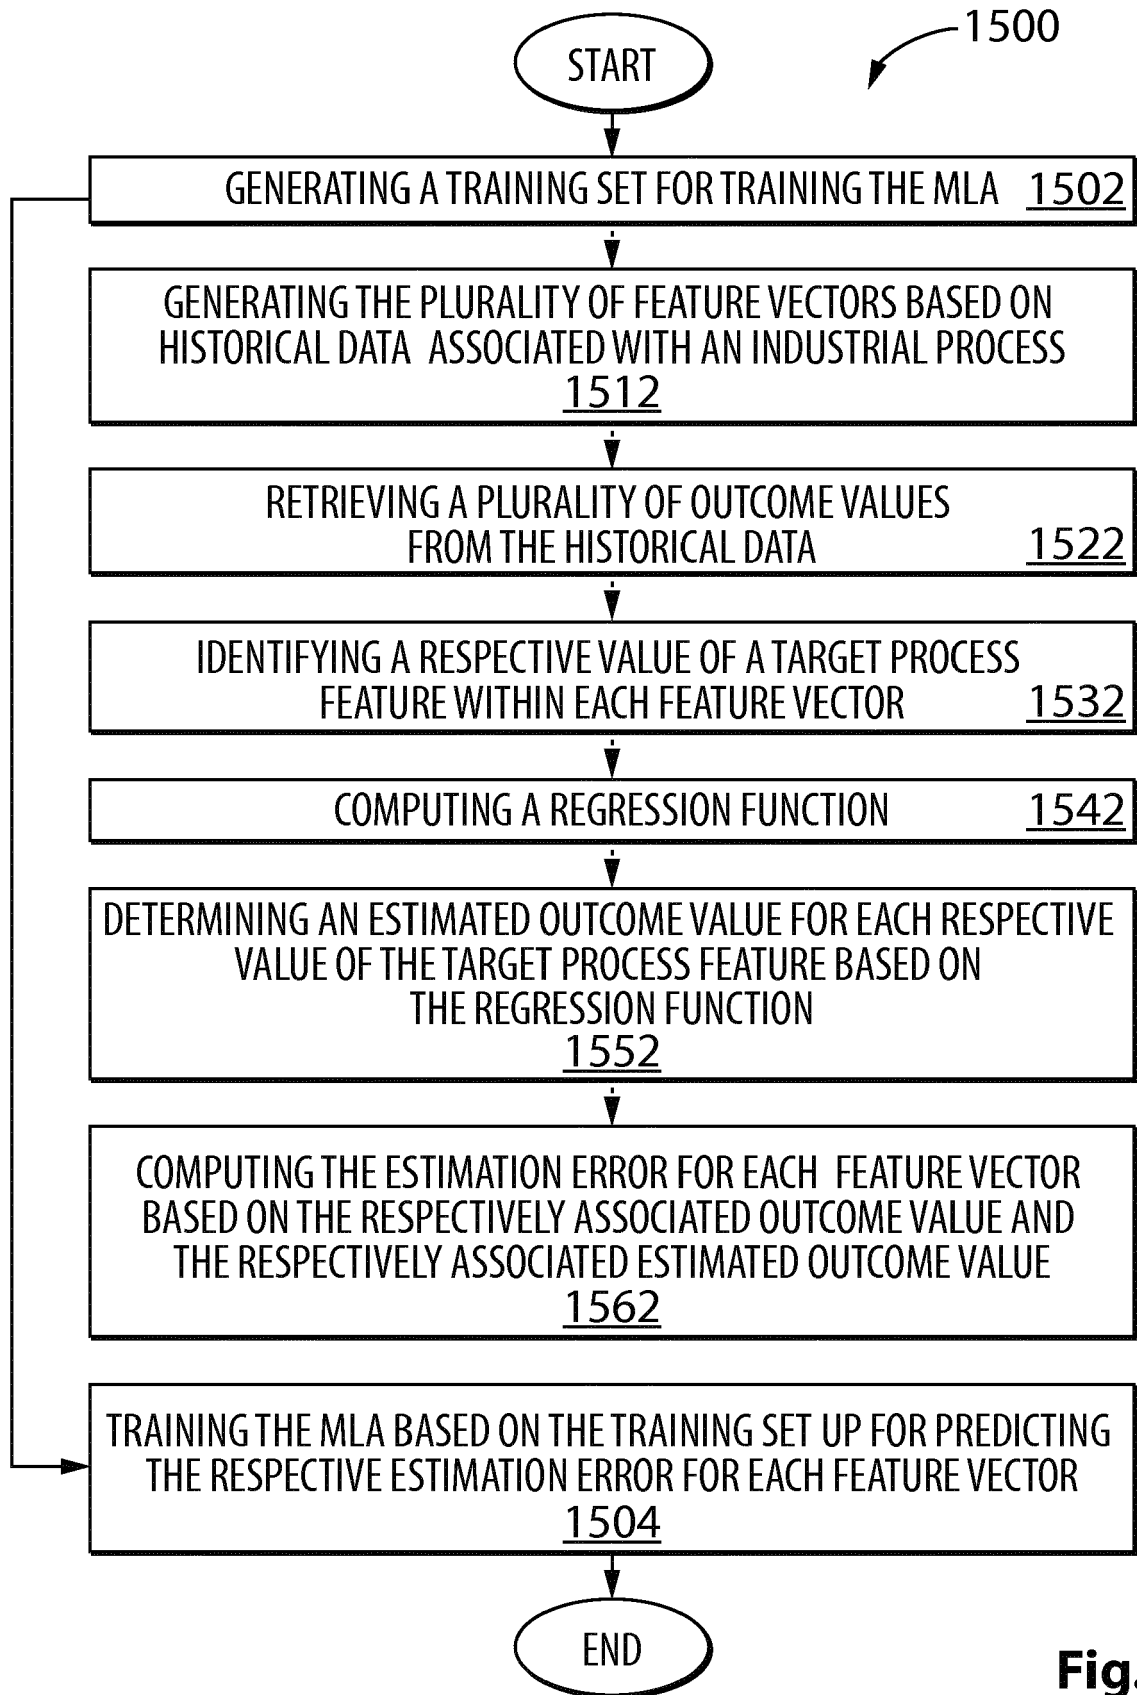 1500
START
GENERATING A TRAINING SET FOR TRAINING THE MLA 1502
GENERATING THE PLURALITY OF FEATURE VECTORS BASED ON
HISTORICAL DATA ASSOCIATED WITH AN INDUSTRIAL PROCESS
1512
RETRIEVING A PLURALITY OF OUTCOME VALUES
FROM THE HISTORICAL DATA 1522
IDENTIFYING A RESPECTIVE VALUE OF A TARGET PROCESS
FEATURE WITHIN EACH FEATURE VECTOR 1532
COMPUTING A REGRESSION FUNCTION 1542
DETERMINING AN ESTIMATED OUTCOME VALUE FOR EACH RESPECTIVE
VALUE OF THE TARGET PROCESS FEATURE BASED ON
THE REGRESSION FUNCTION
1552
COMPUTING THE ESTIMATION ERROR FOR EACH FEATURE VECTOR
BASED ON THE RESPECTIVELY ASSOCIATED OUTCOME VALUE AND
THE RESPECTIVELY ASSOCIATED ESTIMATED OUTCOME VALUE
1562
TRAINING THE MLA BASED ON THE TRAINING SET UP FOR PREDICTING
THE RESPECTIVE ESTIMATION ERROR FOR EACH FEATURE VECTOR
1504
END
Fig.